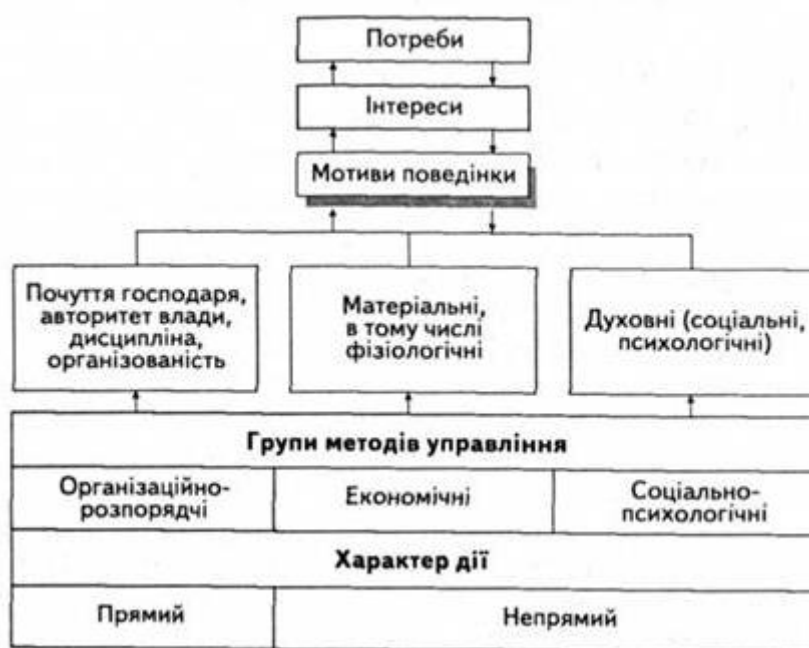 Потреби
Інтереси
Мотиви поведінки
Почуття господаря,
авторитет влади,
дисципліна,
організованість
Матеріальні,
в тому числі
фізіологічні
Духовні (соціальні,
психологічні)
Групи методів управління
Організаційно-
розпорядчі
Економічні
Соціально-
психологічні
Характер дії
Прямий
Непрямий